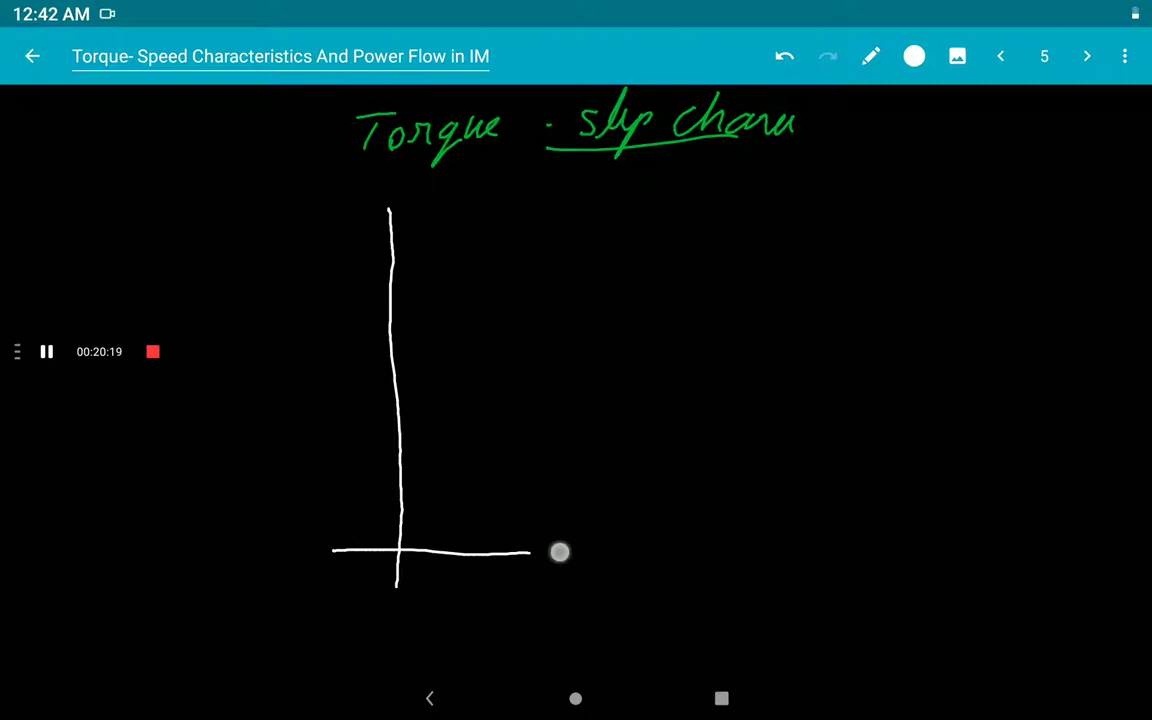 12:42 AM
Torque- Speed Characteristics And Power Flow in IM
5
Torque - slip
00:20:19